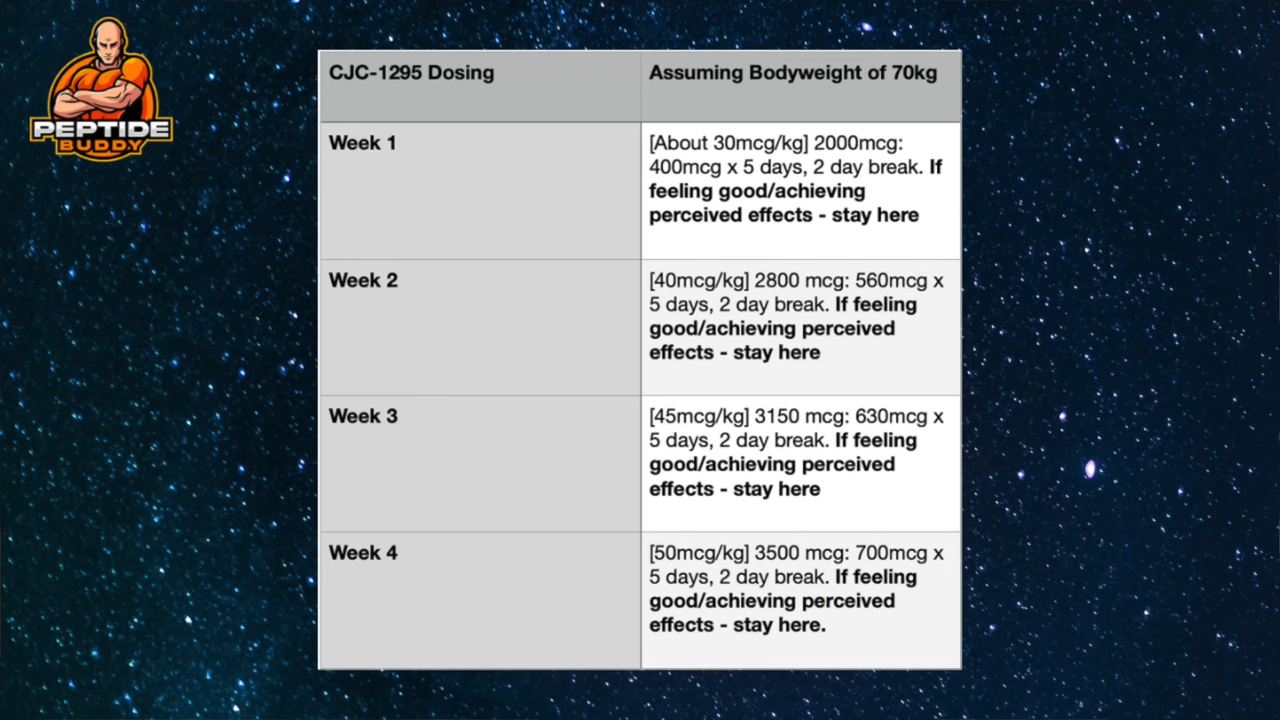 PEPTIDE
BUDDY
CJC-1295 Dosing
Assuming Bodyweight of 70kg
Week 1
[About 30mcg/kg] 2000mcg:
400mcg x 5 days, 2 day break. If
feeling good/achieving
perceived effects - stay here
Week 2
[40mcg/kg] 2800 mcg: 560mcg x
5 days, 2 day break. If feeling
good/achieving perceived
effects - stay here
Week 3
[45mcg/kg] 3150 mcg: 630mcg x
5 days, 2 day break. If feeling
good/achieving perceived
effects - stay here
Week 4
[50mcg/kg] 3500 mcg: 700mcg x
5 days, 2 day break. If feeling
good/achieving perceived
effects - stay here.